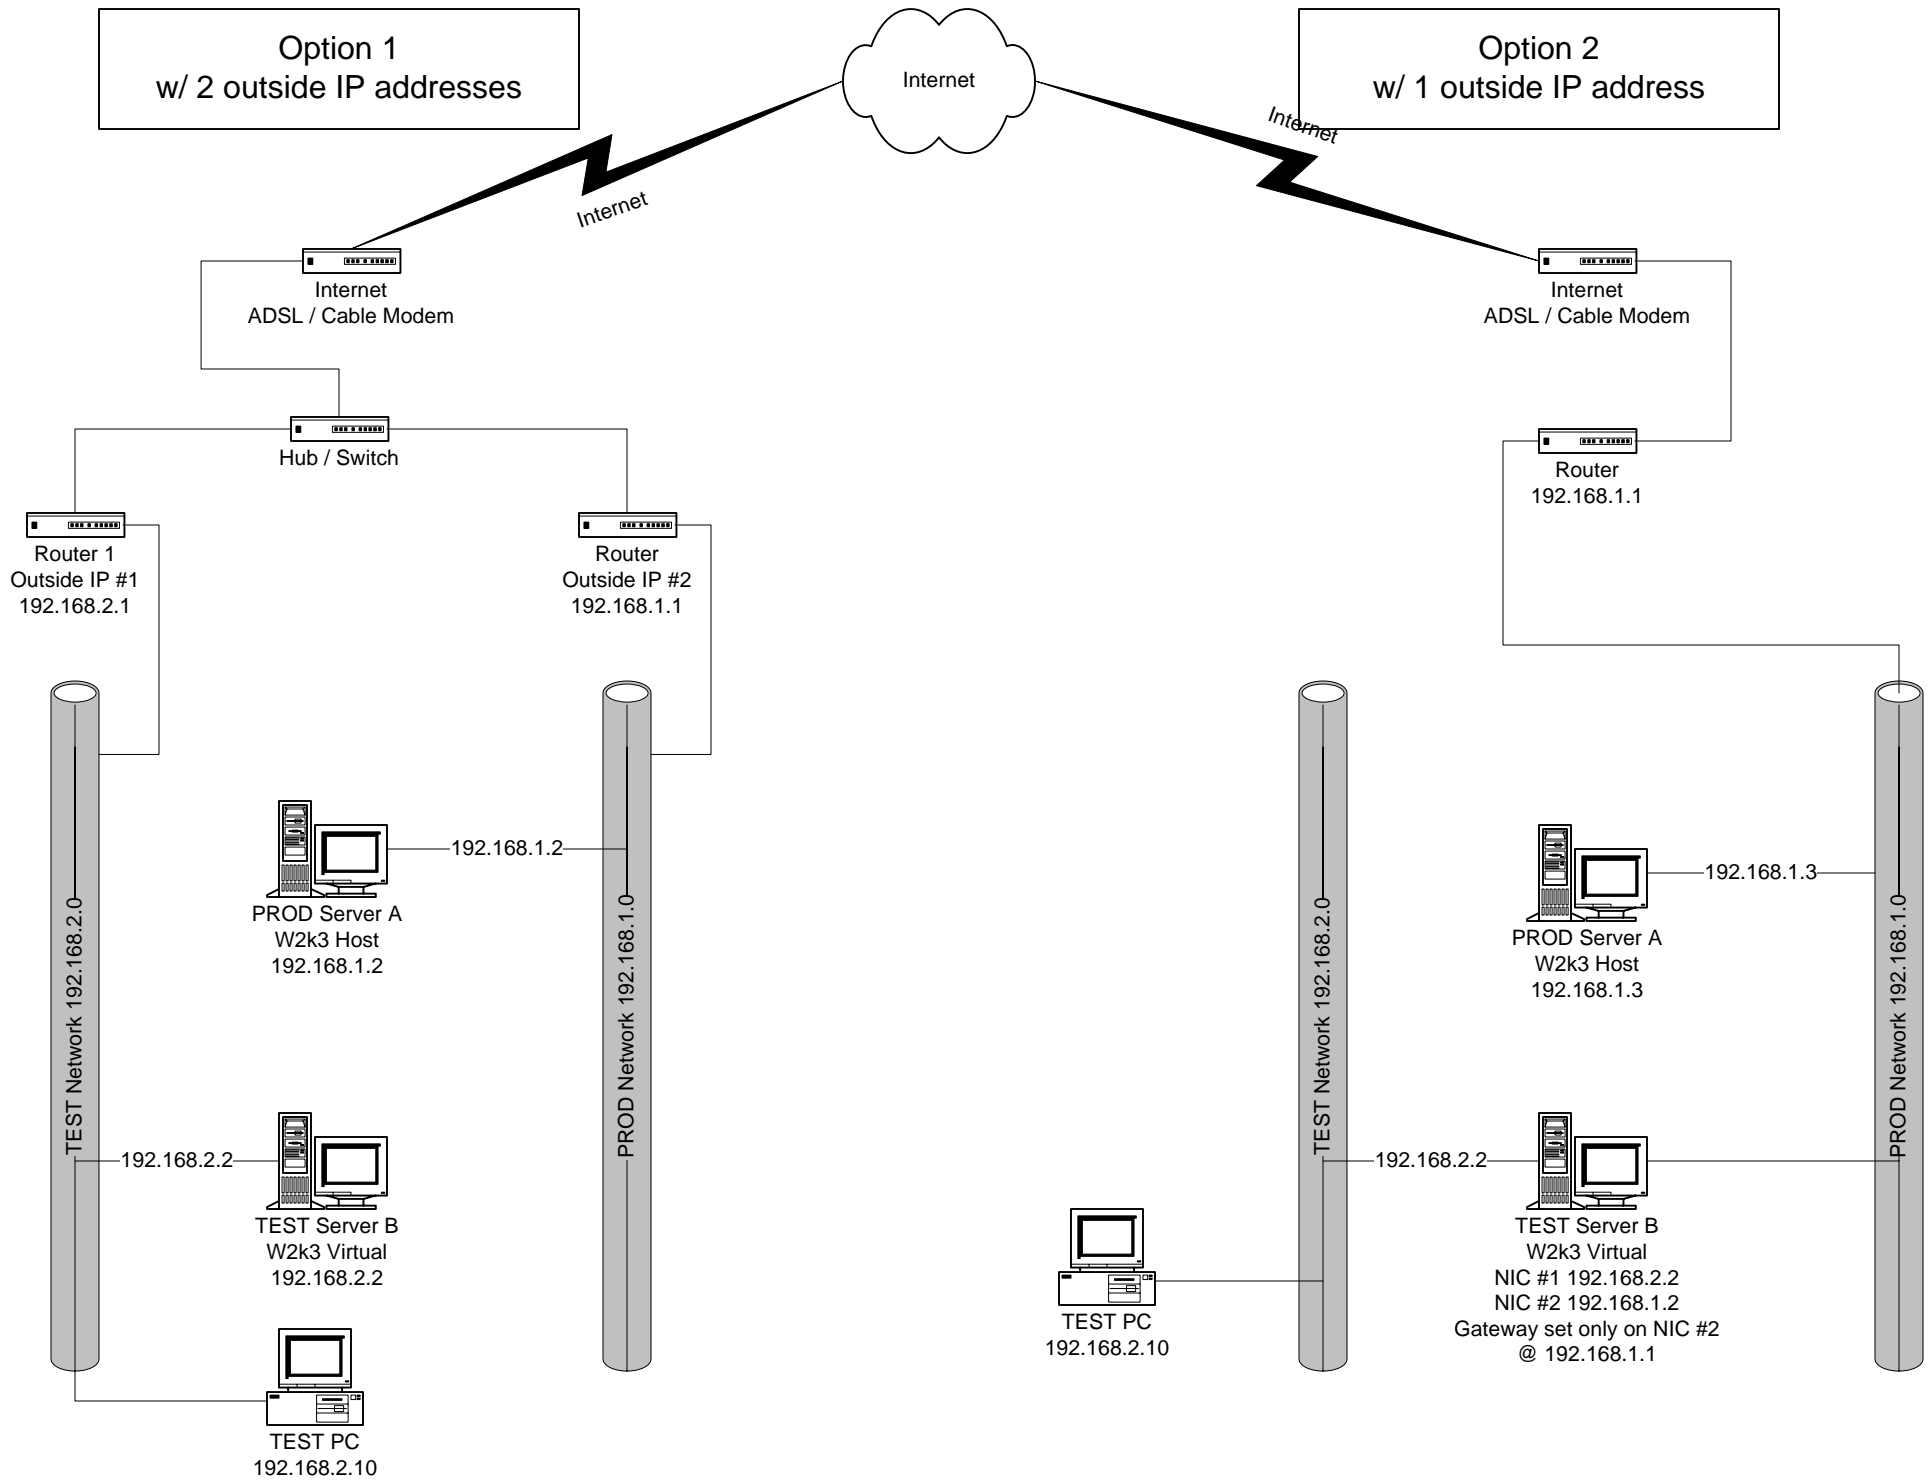 Option 1
w/ 2 outside IP addresses
Internet
Option 2
w/ 1 outside IP address
Internet
Internet
Internet
ADSL / Cable Modem
Hub / Switch
Router 1
Outside IP #1
192.168.2.1
Router
Outside IP #2
192.168.1.1
TEST Network 192.168.2.0
PROD Network 192.168.1.0
192.168.1.2
PROD Server A
W2k3 Host
192.168.1.2
192.168.2.2
TEST Server B
W2k3 Virtual
192.168.2.2
TEST PC
192.168.2.10
Internet
ADSL / Cable Modem
Router
192.168.1.1
TEST Network 192.168.2.0
PROD Network 192.168.1.0
192.168.1.3
PROD Server A
W2k3 Host
192.168.1.3
192.168.2.2
TEST Server B
W2k3 Virtual
NIC #1 192.168.2.2
NIC #2 192.168.1.2
Gateway set only on NIC #2
@ 192.168.1.1
TEST PC
192.168.2.10